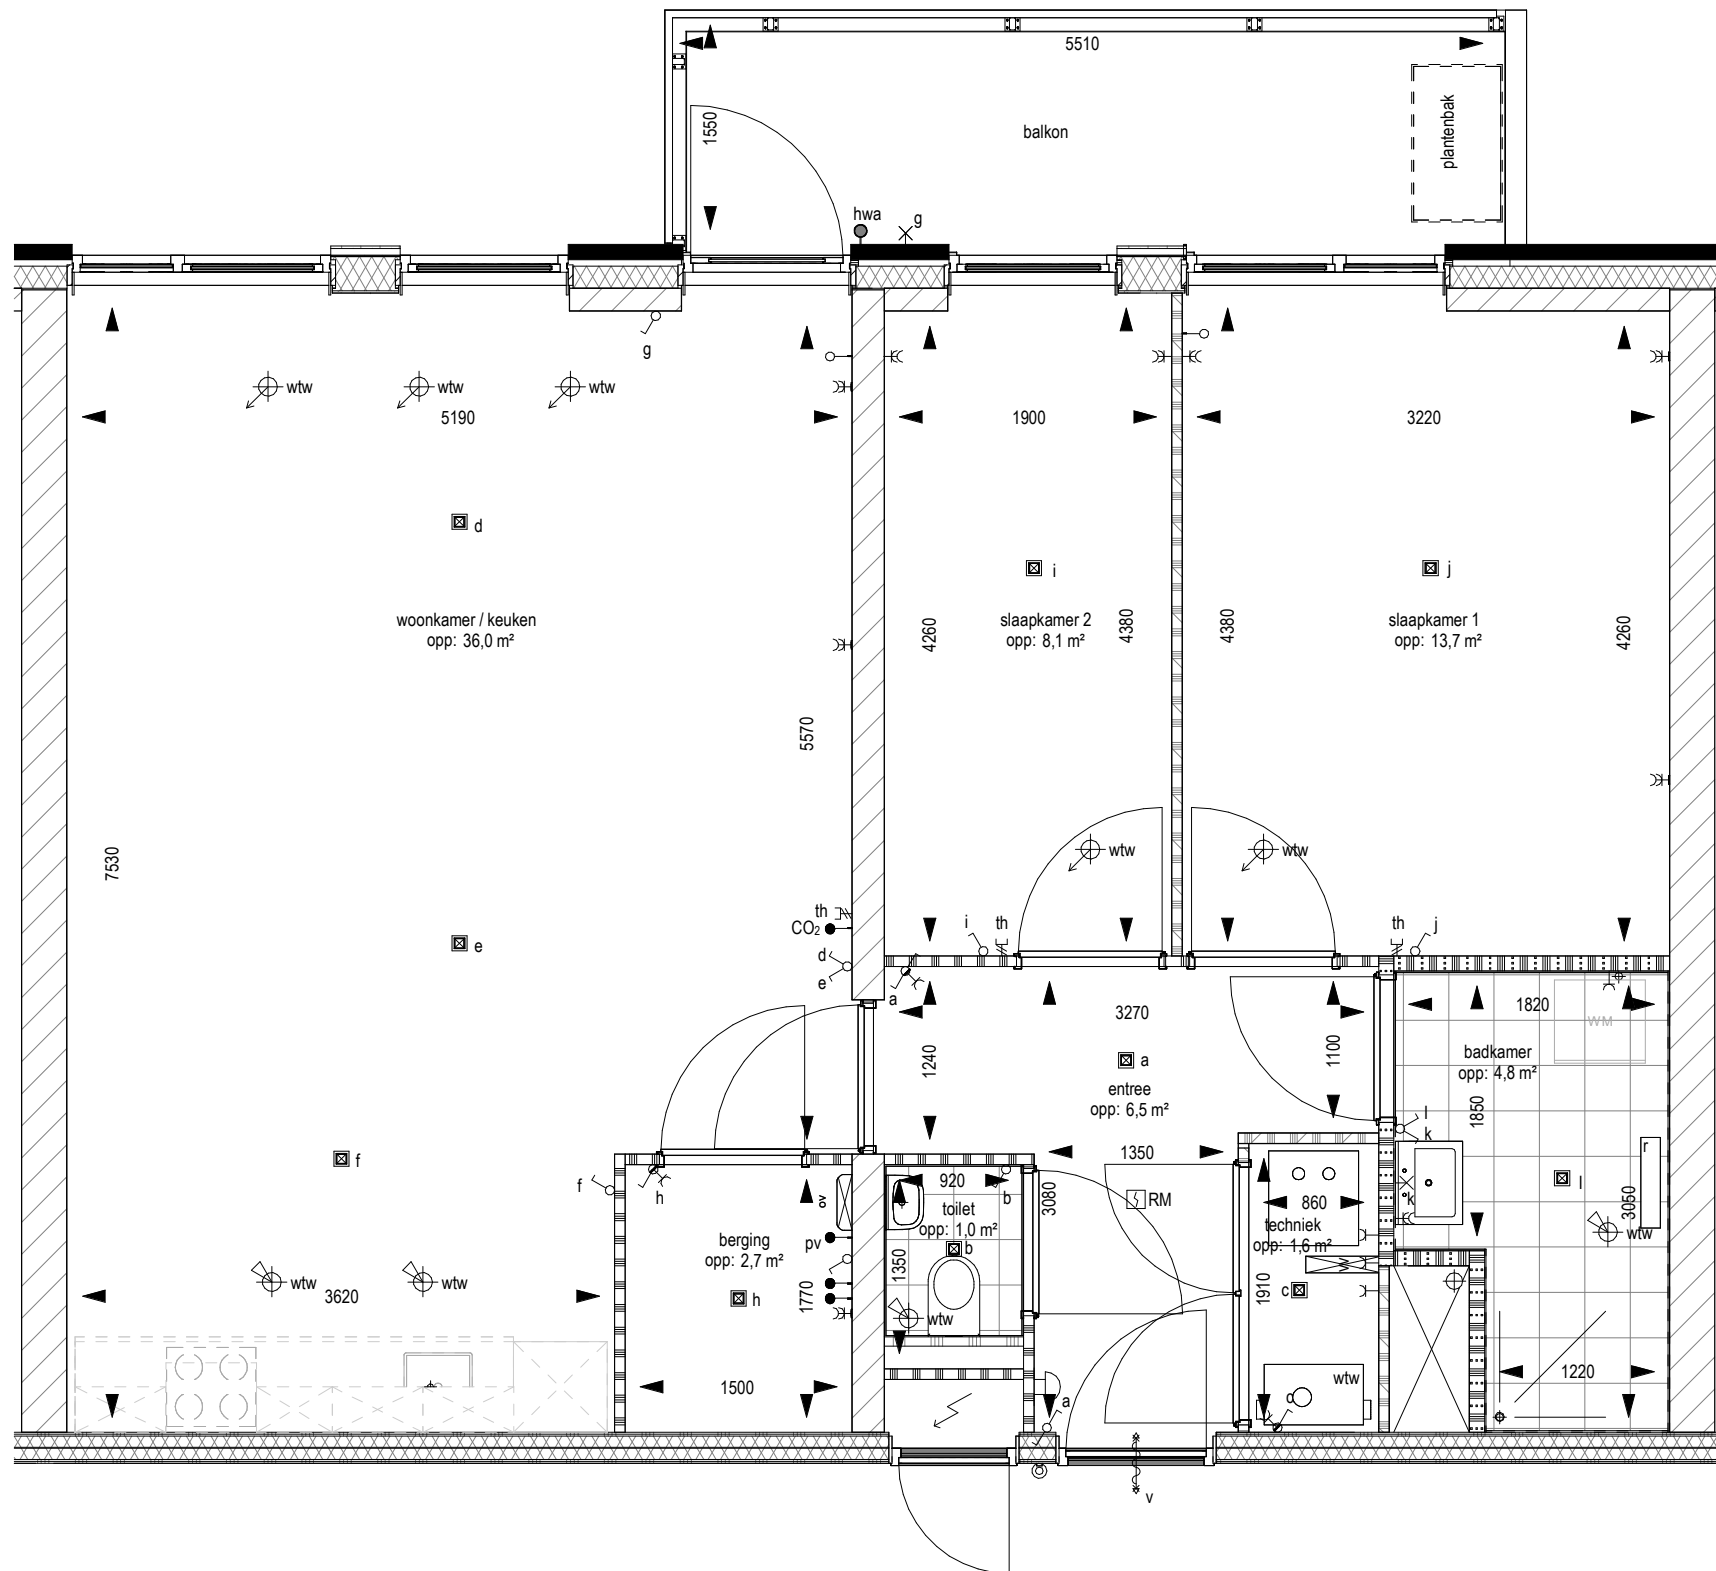 5510
1550
balkon
plantenbak
hwa
g
g
wtw
wtw
wtw
5190
1900
3220
d
i
j
woonkamer / keuken
opp: 36,0 m²
slaapkamer 2
opp: 8,1 m²
slaapkamer 1
opp: 13,7 m²
4260
4380
4380
4260
5570
7530
wtw
wtw
th
CO₂
d
e
e
i
th
a
th
j
3270
1820
WM
1240
a
entree
opp: 6,5 m²
1100
badkamer
opp: 4,8 m²
1850
l
k
1350
f
f
h
ov
920
b
toilet
opp: 1,0 m²
b
3080
RM
860
techniek
opp: 1,6 m²
k
r
l
3050
wtw
berging
opp: 2,7 m²
pv
1350
1770
h
wtw
wtw
3620
wtw
1910
c
1500
a
wtw
1220
v